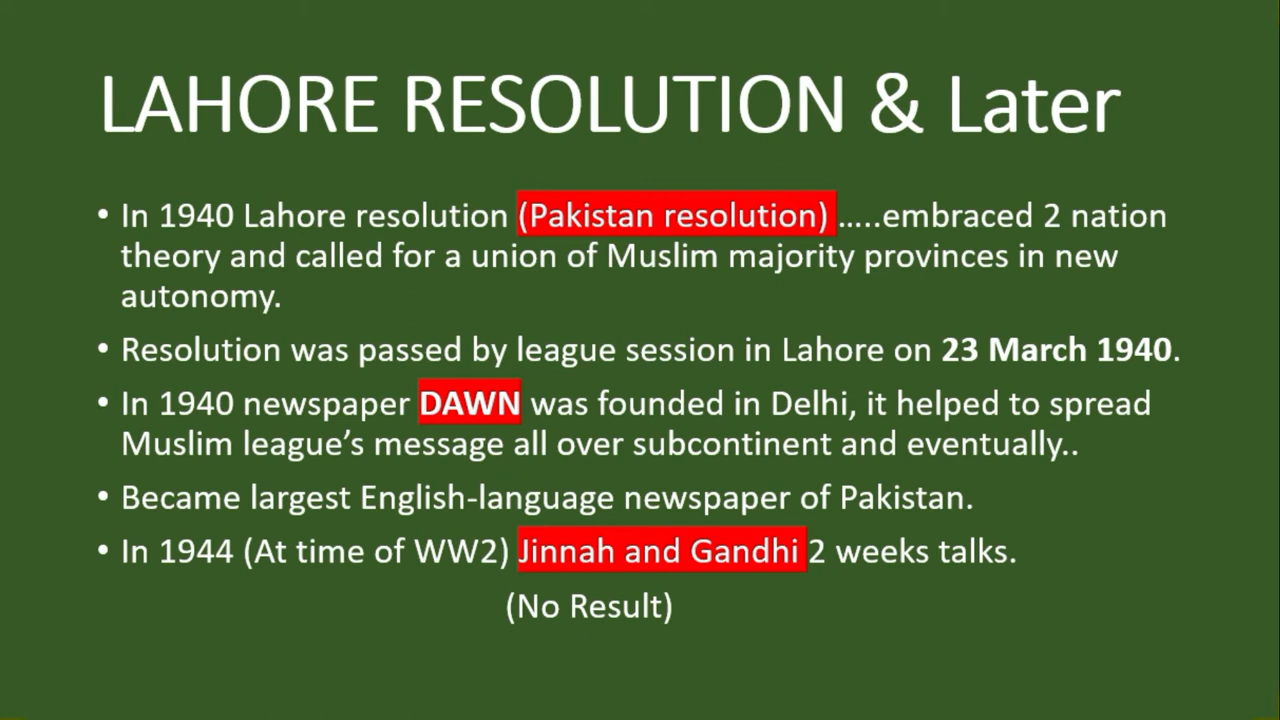 LAHORE RESOLUTION & Later
• In 1940 Lahore resolution (Pakistan resolution) .....embraced 2 nation
theory and called for a union of Muslim majority provinces in new
autonomy.
• Resolution was passed by league session in Lahore on 23 March 1940.
• In 1940 newspaper DAWN was founded in Delhi, it helped to spread
Muslim league’s message all over subcontinent and eventually..
• Became largest English-language newspaper of Pakistan.
• In 1944 (At time of WW2) Jinnah and Gandhi 2 weeks talks.
(No Result)